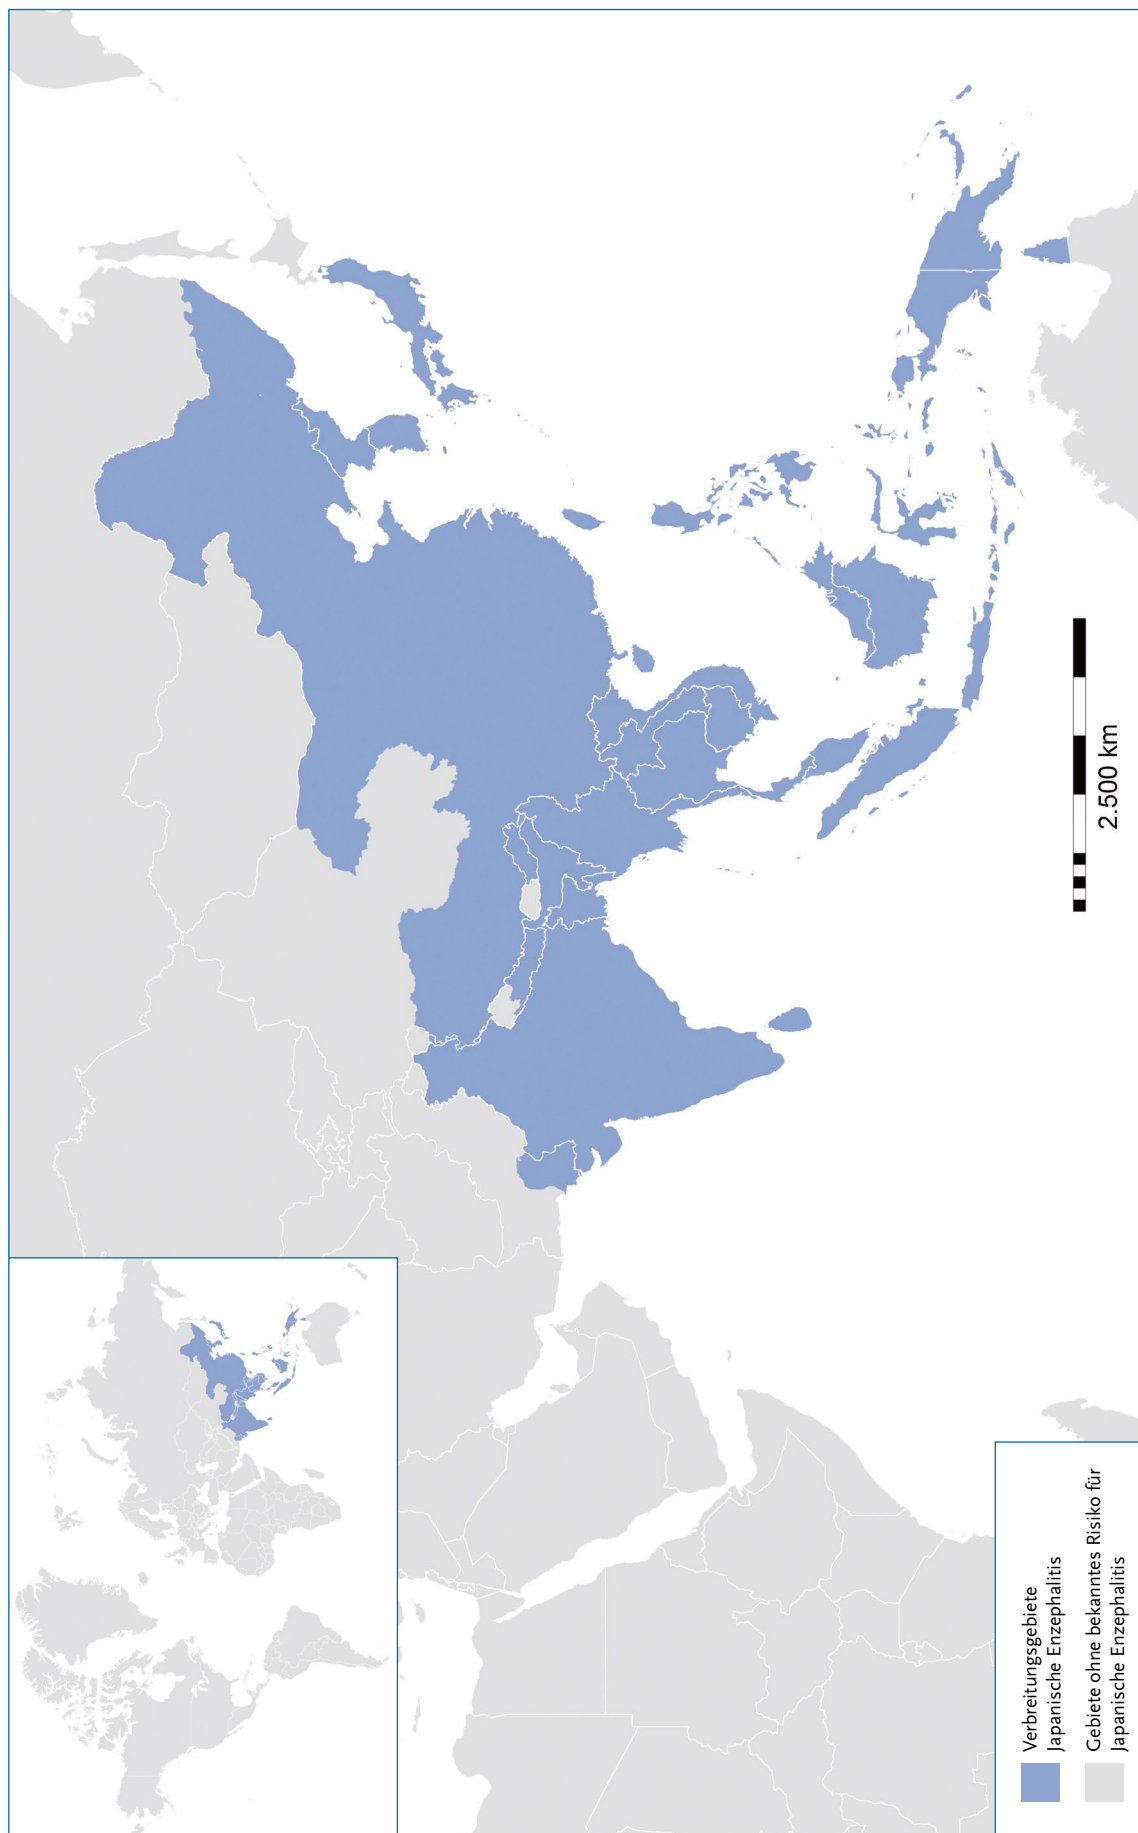 Verbreitungsgebiete
Japanische Enzephalitis
Gebiete ohne bekanntes Risiko für
Japanische Enzephalitis
2.500 km